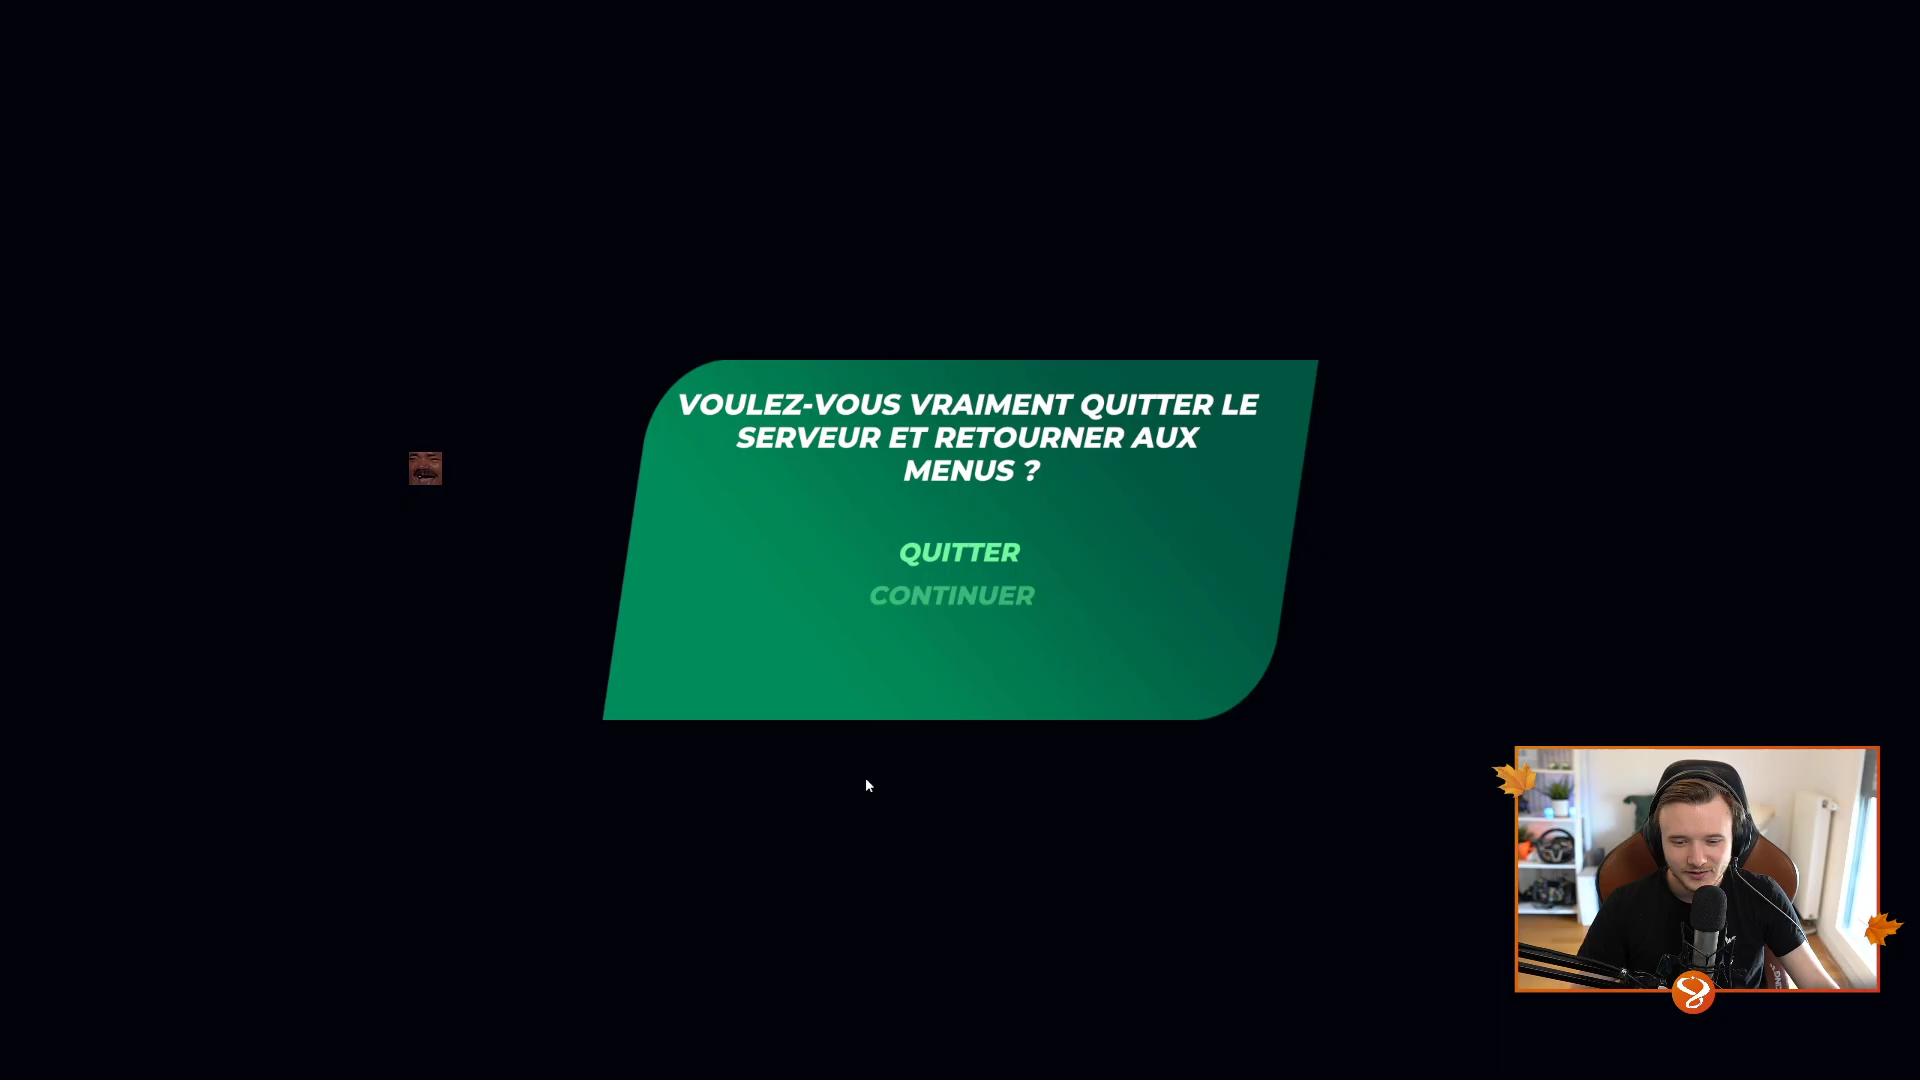 VOULEZ-VOUS VRAIMENT QUITTER LE
SERVEUR ET RETOURNER AUX
MENUS ?
QUITTER
CONTINUER